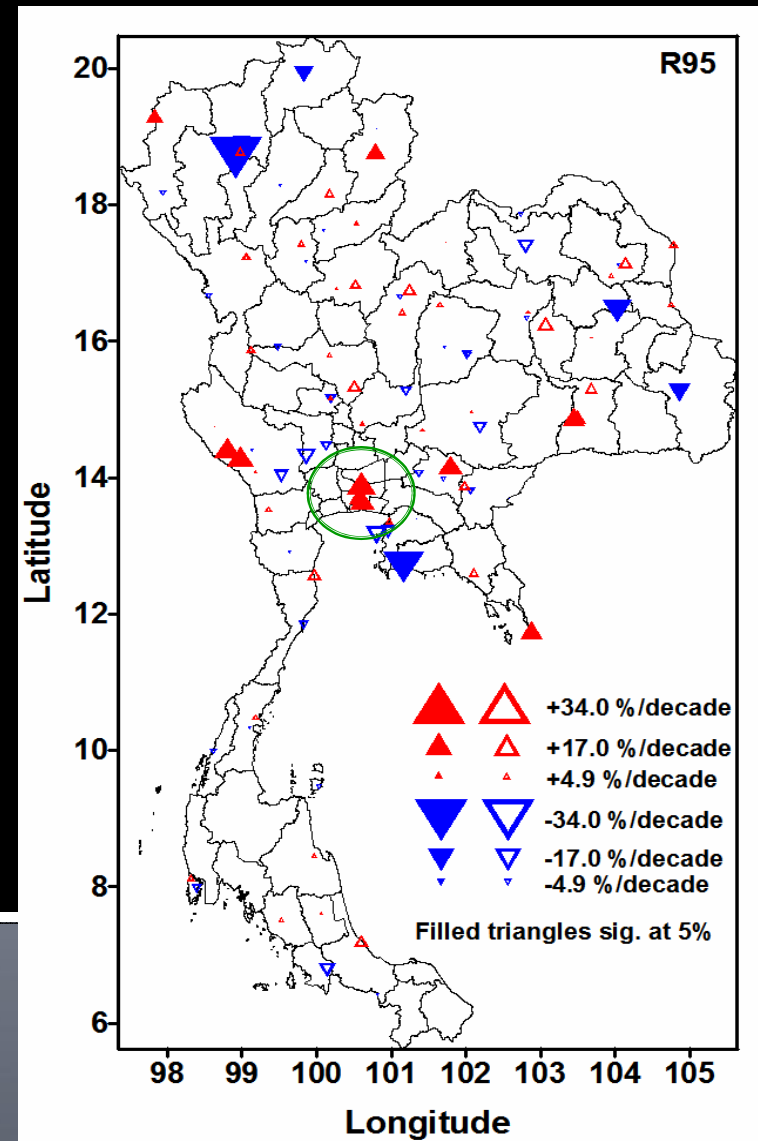 R95
20
18
16
14
12
10
8
6
Latitude
+34.0 %/decade
+17.0 %/decade
+4.9 %/decade
-34.0 %/decade
-17.0 %/decade
-4.9 %/decade
Filled triangles sig. at 5%
98 99 100 101 102 103 104 105
Longitude